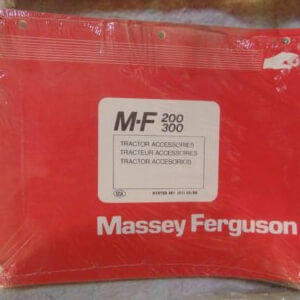 M-F 200
300
TRACTOR ACCESSORIES
TRACTEUR ACCESSOIRES
TRACTOR ACCESORIOS
Massey Ferguson